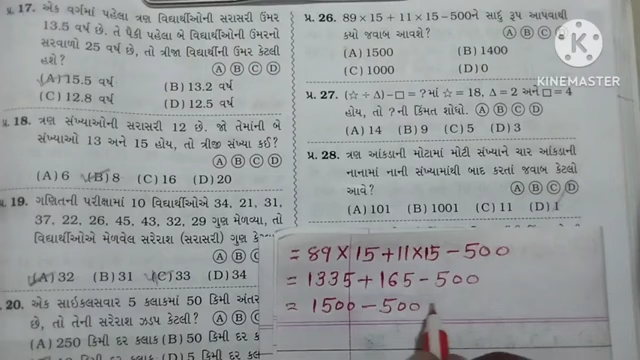 પ્ર. 17. એક વર્ગમાં પહેલા ત્રણ વિદ્યાર્થીઓની સરાસરી ઉંમર
13.5 વર્ષ છે. તે પૈકી પહેલા બે વિદ્યાર્થીની ઉંમરનો
સરવાળો 25 વર્ષ છે, તો ત્રીજા વિદ્યાર્થીની ઉંમર કેટલી
હશે?
Ⓐ Ⓑ Ⓒ Ⓓ
(A) 15.5 વર્ષ (B) 13.2 વર્ષ
(C) 12.8 વર્ષ (D) 12.5 વર્ષ
પ્ર. 18. ત્રણ સંખ્યાઓની સરાસરી 12 છે. જો તેમાંની બે
સંખ્યાઓ 13 અને 15 હોય, તો ત્રીજી સંખ્યા કઈ?
Ⓐ Ⓑ Ⓒ Ⓓ
(A) 6 (B) 8 (C) 16 (D) 20
પ્ર. 19. ગણિતની પરીક્ષામાં 10 વિદ્યાર્થીઓએ 34, 21, 31,
37, 22, 26, 45, 43, 32, 29 ગુણ મેળવ્યા, તો
વિદ્યાર્થીઓએ મેળવેલ સરેરાશ (સરાસરી) ગુણ
Ⓐ Ⓑ
(A) 32 (B) 31 (C) 33 (D) 34
20. એક સાઇકલસવાર 5 કલાકમાં 50 કિમી અંતર
છે, તો તેની સરેરાશ ઝડપ કેટલી? Ⓐ Ⓑ Ⓒ
(A) 250 કિમી દર કલાક (B) 50 કિમી દર ક
કિમી દર કલાક (D) 5 કિમી દર કલાક
પ્ર. 26. 89 × 15 + 11 × 15 – 500ને સાદું રૂપ આપવાથી
કયો જવાબ આવશે? Ⓐ Ⓑ Ⓒ Ⓓ
(A) 1500 (B) 1400
(C) 1000 (D) 0
પ્ર. 27. (☆ ÷ Δ) – □ = ? માં ☆ = 18, Δ = 2 અને □ = 4
હોય, તો ? ની કિંમત શોધો. Ⓐ Ⓑ Ⓒ Ⓓ
(A) 14 (B) 9 (C) 5 (D) 3
પ્ર. 28. ત્રણ આંકડાની મોટામાં મોટી સંખ્યાને ચાર આંકડાની
નાનામાં નાની સંખ્યામાંથી બાદ કરતાં જવાબ કેટલો
આવે? Ⓐ Ⓑ Ⓒ Ⓓ
(A) 101 (B) 1001 (C) 11 (D) 1
= 89 × 15 + 11 × 15 – 500
= 1335 + 165 – 500
= 1500 – 500
KINEMASTER